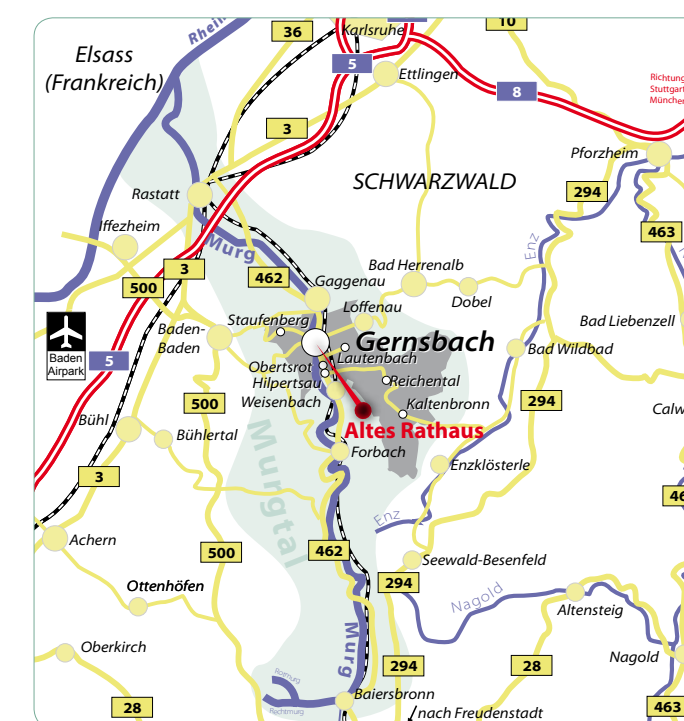 Rhein
36
Karlsruhe
10
Elsass
(Frankreich)
5
Ettlingen
8
Richtung
Stuttgart
München
3
Pforzheim
SCHWARZWALD
294
Rastatt
463
Iffezheim
Murg
Enz
3
462
Bad Herrenalb
500
Gaggenau
Dobel
Loffenau
Staufenberg
Bad Liebenzell
Baden-
Baden
Gernsbach
Bad Wildbad
Baden
Airpark
5
Lautenbach
Obertsrot
Hilpertsau
Reichental
Weisenbach
Kaltenbronn
500
294
Calw
Bühl
Bühlertal
Altes Rathaus
Murgtal
Forbach
Enzklösterle
3
46
Enz
Achern
500
462
Seewald-Besenfeld
294
Ottenhöfen
Nagold
Altensteig
Murg
Oberkirch
294
28
Nagold
Baiersbronn
Rechtmurg
28
nach Freudenstadt
463